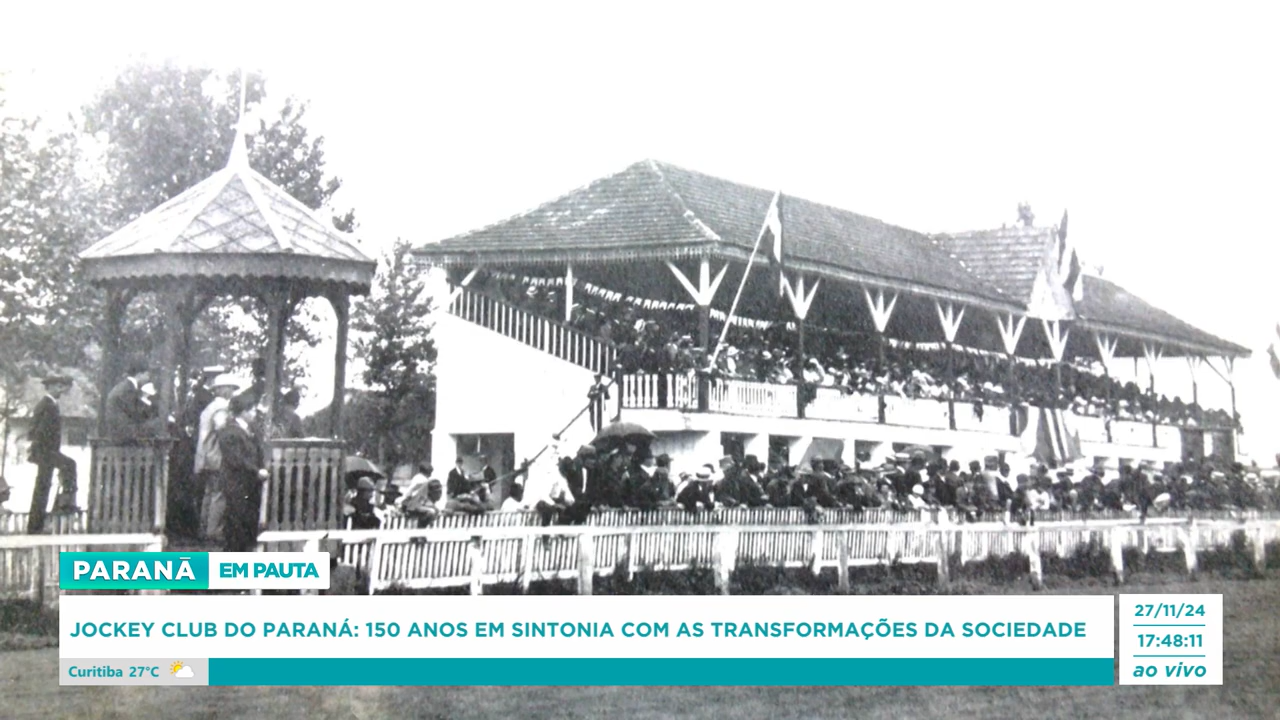 PARANÁ EM PAUTA
JOCKEY CLUB DO PARANÁ: 150 ANOS EM SINTONIA COM AS TRANSFORMAÇÕES DA SOCIEDADE
Curitiba 27°C
27/11/24
17:48:11
ao vivo